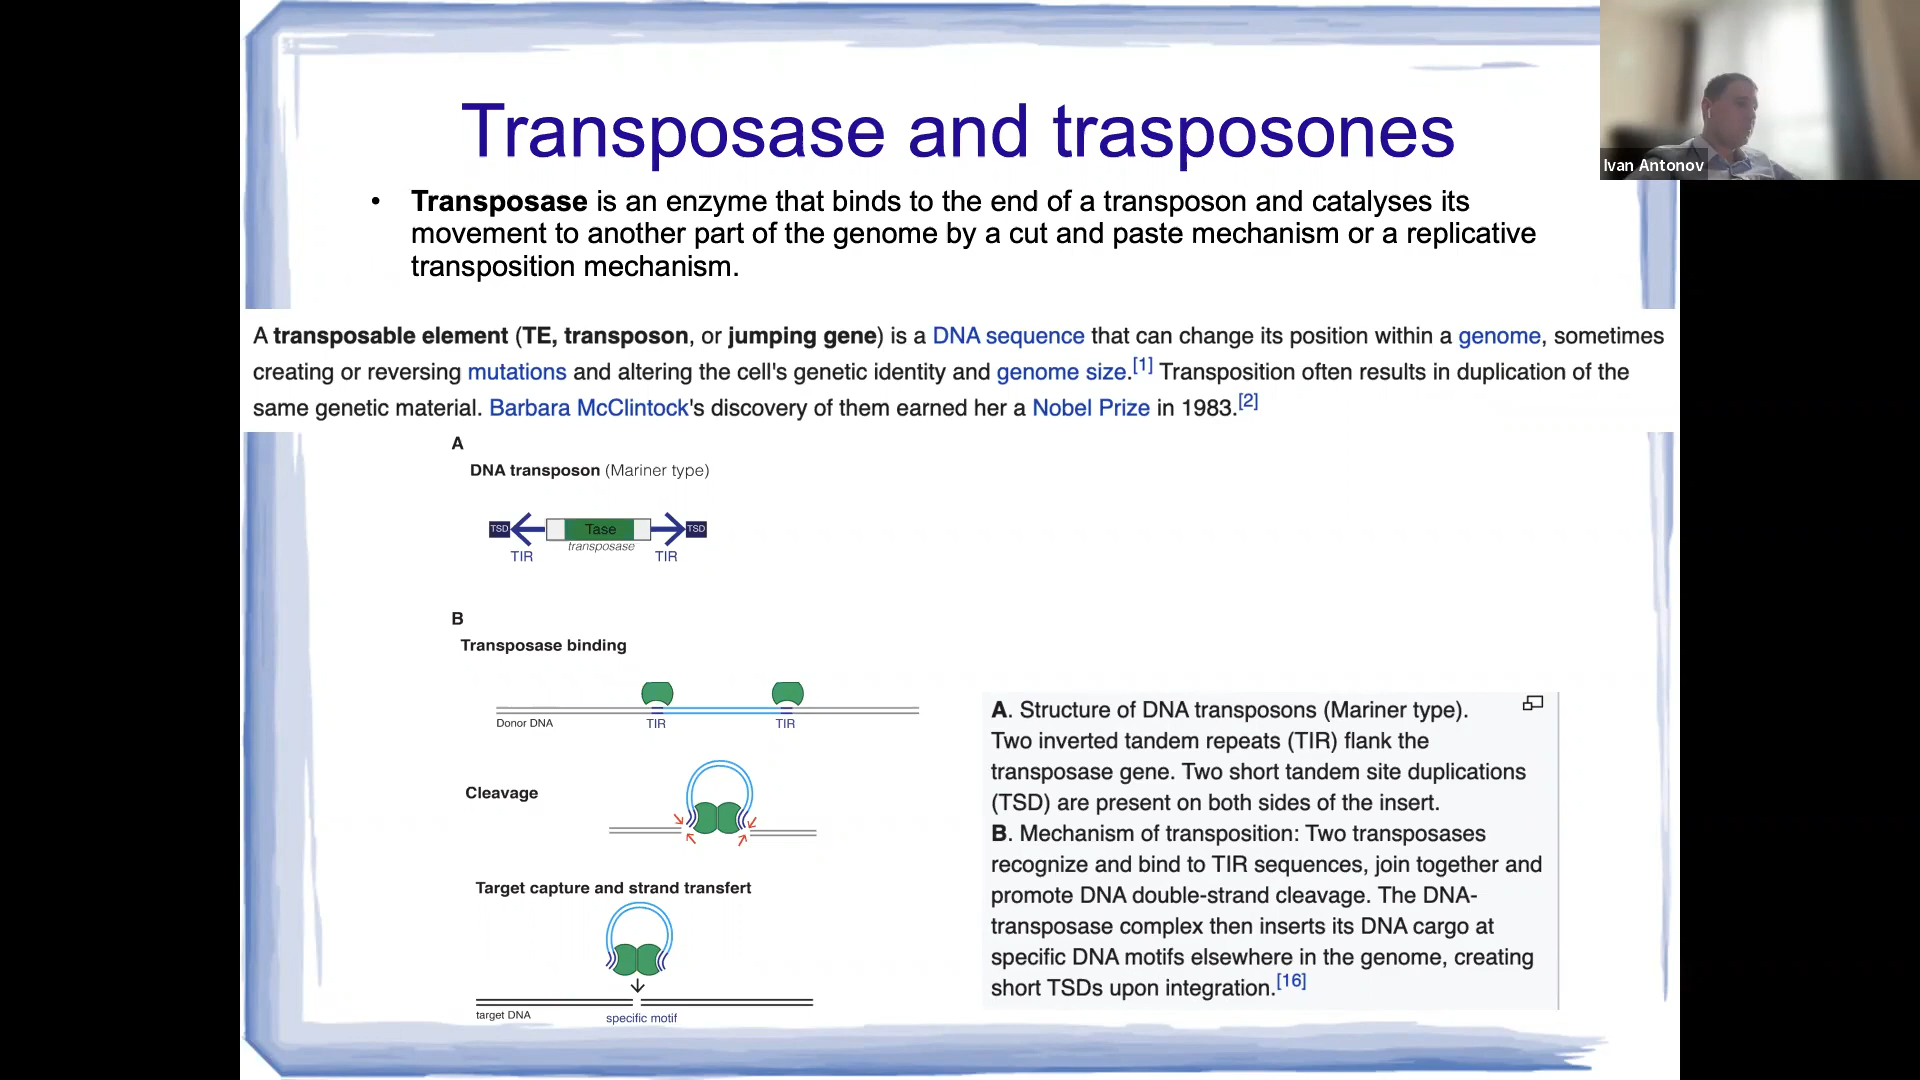 Transposase and trasposones
Ivan Antonov
• Transposase is an enzyme that binds to the end of a transposon and catalyses its
movement to another part of the genome by a cut and paste mechanism or a replicative
transposition mechanism.
A transposable element (TE, transposon, or jumping gene) is a DNA sequence that can change its position within a genome, sometimes
creating or reversing mutations and altering the cell's genetic identity and genome size.[1] Transposition often results in duplication of the
same genetic material. Barbara McClintock's discovery of them earned her a Nobel Prize in 1983.[2]
A
DNA transposon (Mariner type)
TSD Tase TSD
transposase
TIR TIR
B
Transposase binding
Donor DNA TIR TIR
Cleavage
Target capture and strand transfert
target DNA specific motif
A. Structure of DNA transposons (Mariner type).
Two inverted tandem repeats (TIR) flank the
transposase gene. Two short tandem site duplications
(TSD) are present on both sides of the insert.
B. Mechanism of transposition: Two transposases
recognize and bind to TIR sequences, join together and
promote DNA double-strand cleavage. The DNA-
transposase complex then inserts its DNA cargo at
specific DNA motifs elsewhere in the genome, creating
short TSDs upon integration.[16]